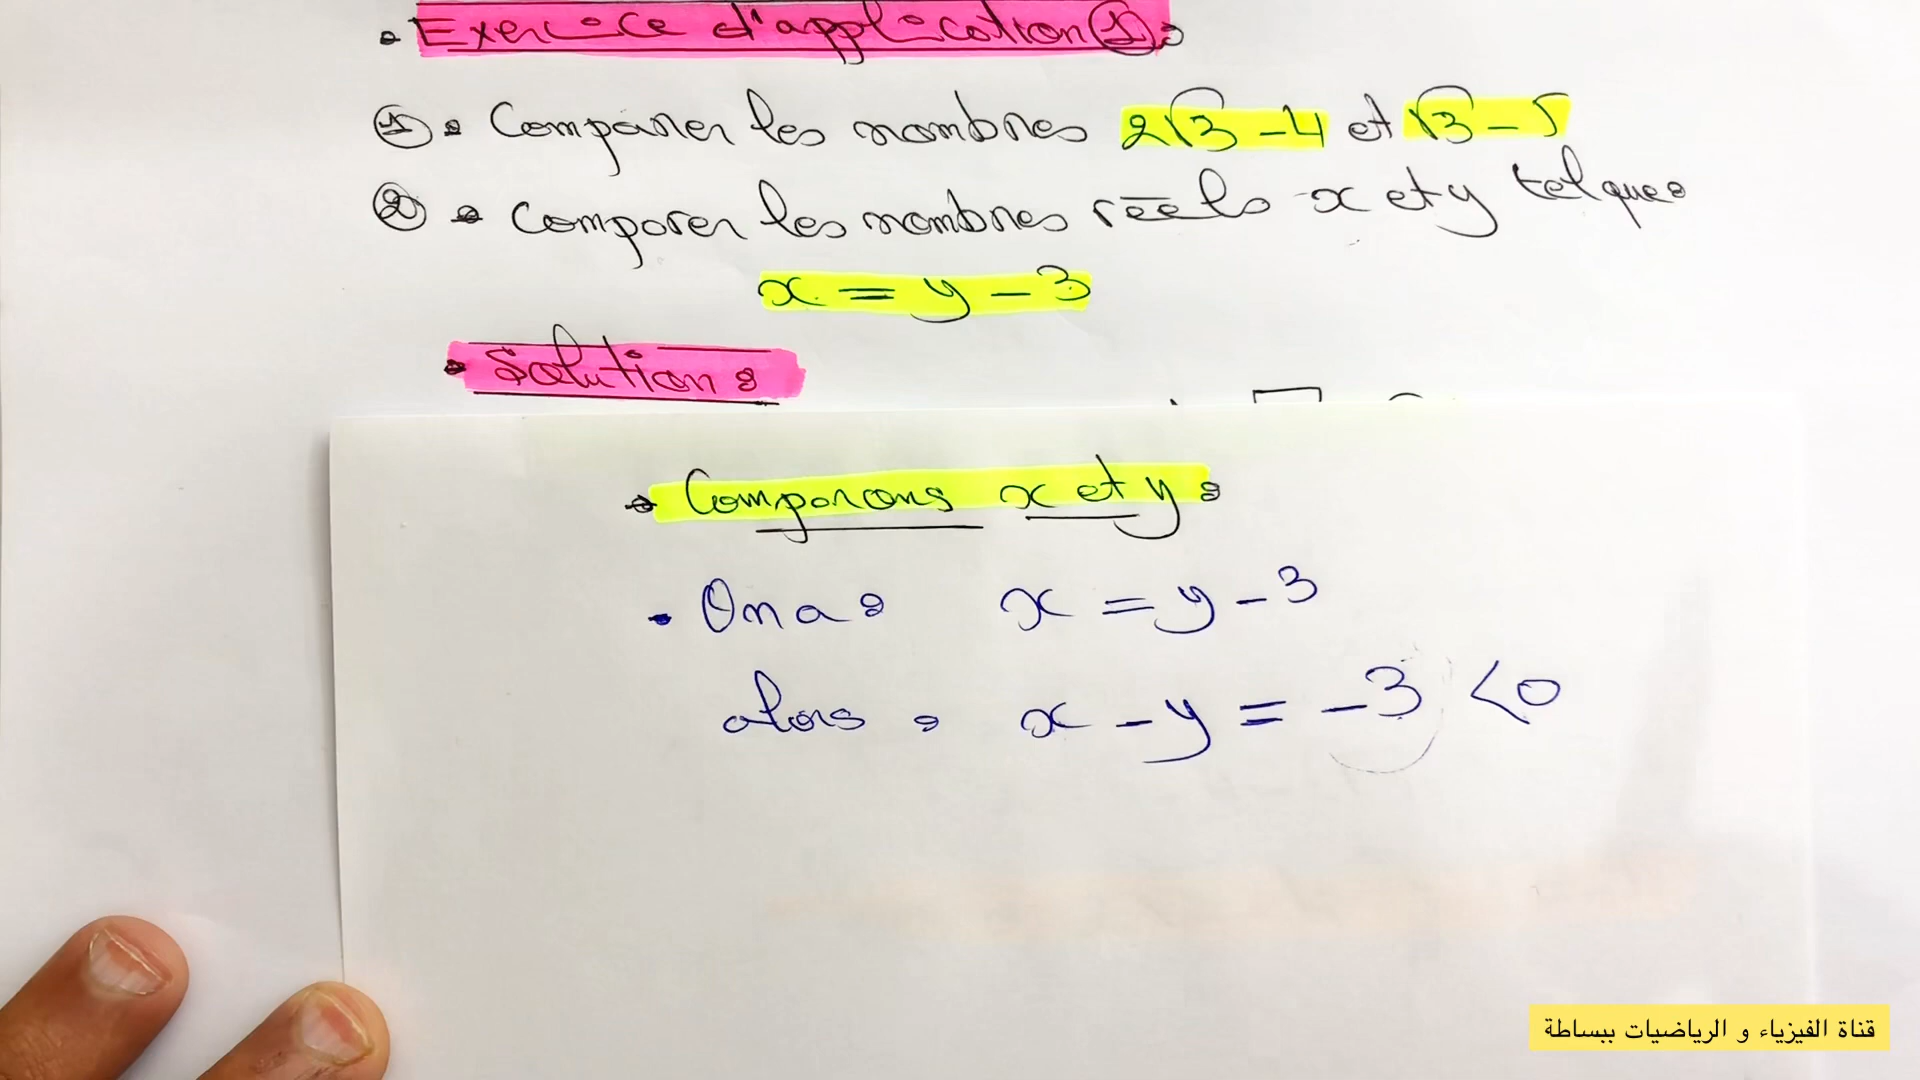 Exercice d'application ①:
①: Comparer les nombres 2√3 - 4 et √3 - 5
②: Comparer les nombres réels x et y tel que:
x = y - 3
Solution:
Comparons x et y:
On a: x = y - 3
alors: x - y = -3 < 0
قناة الفيزياء و الرياضيات ببساطة